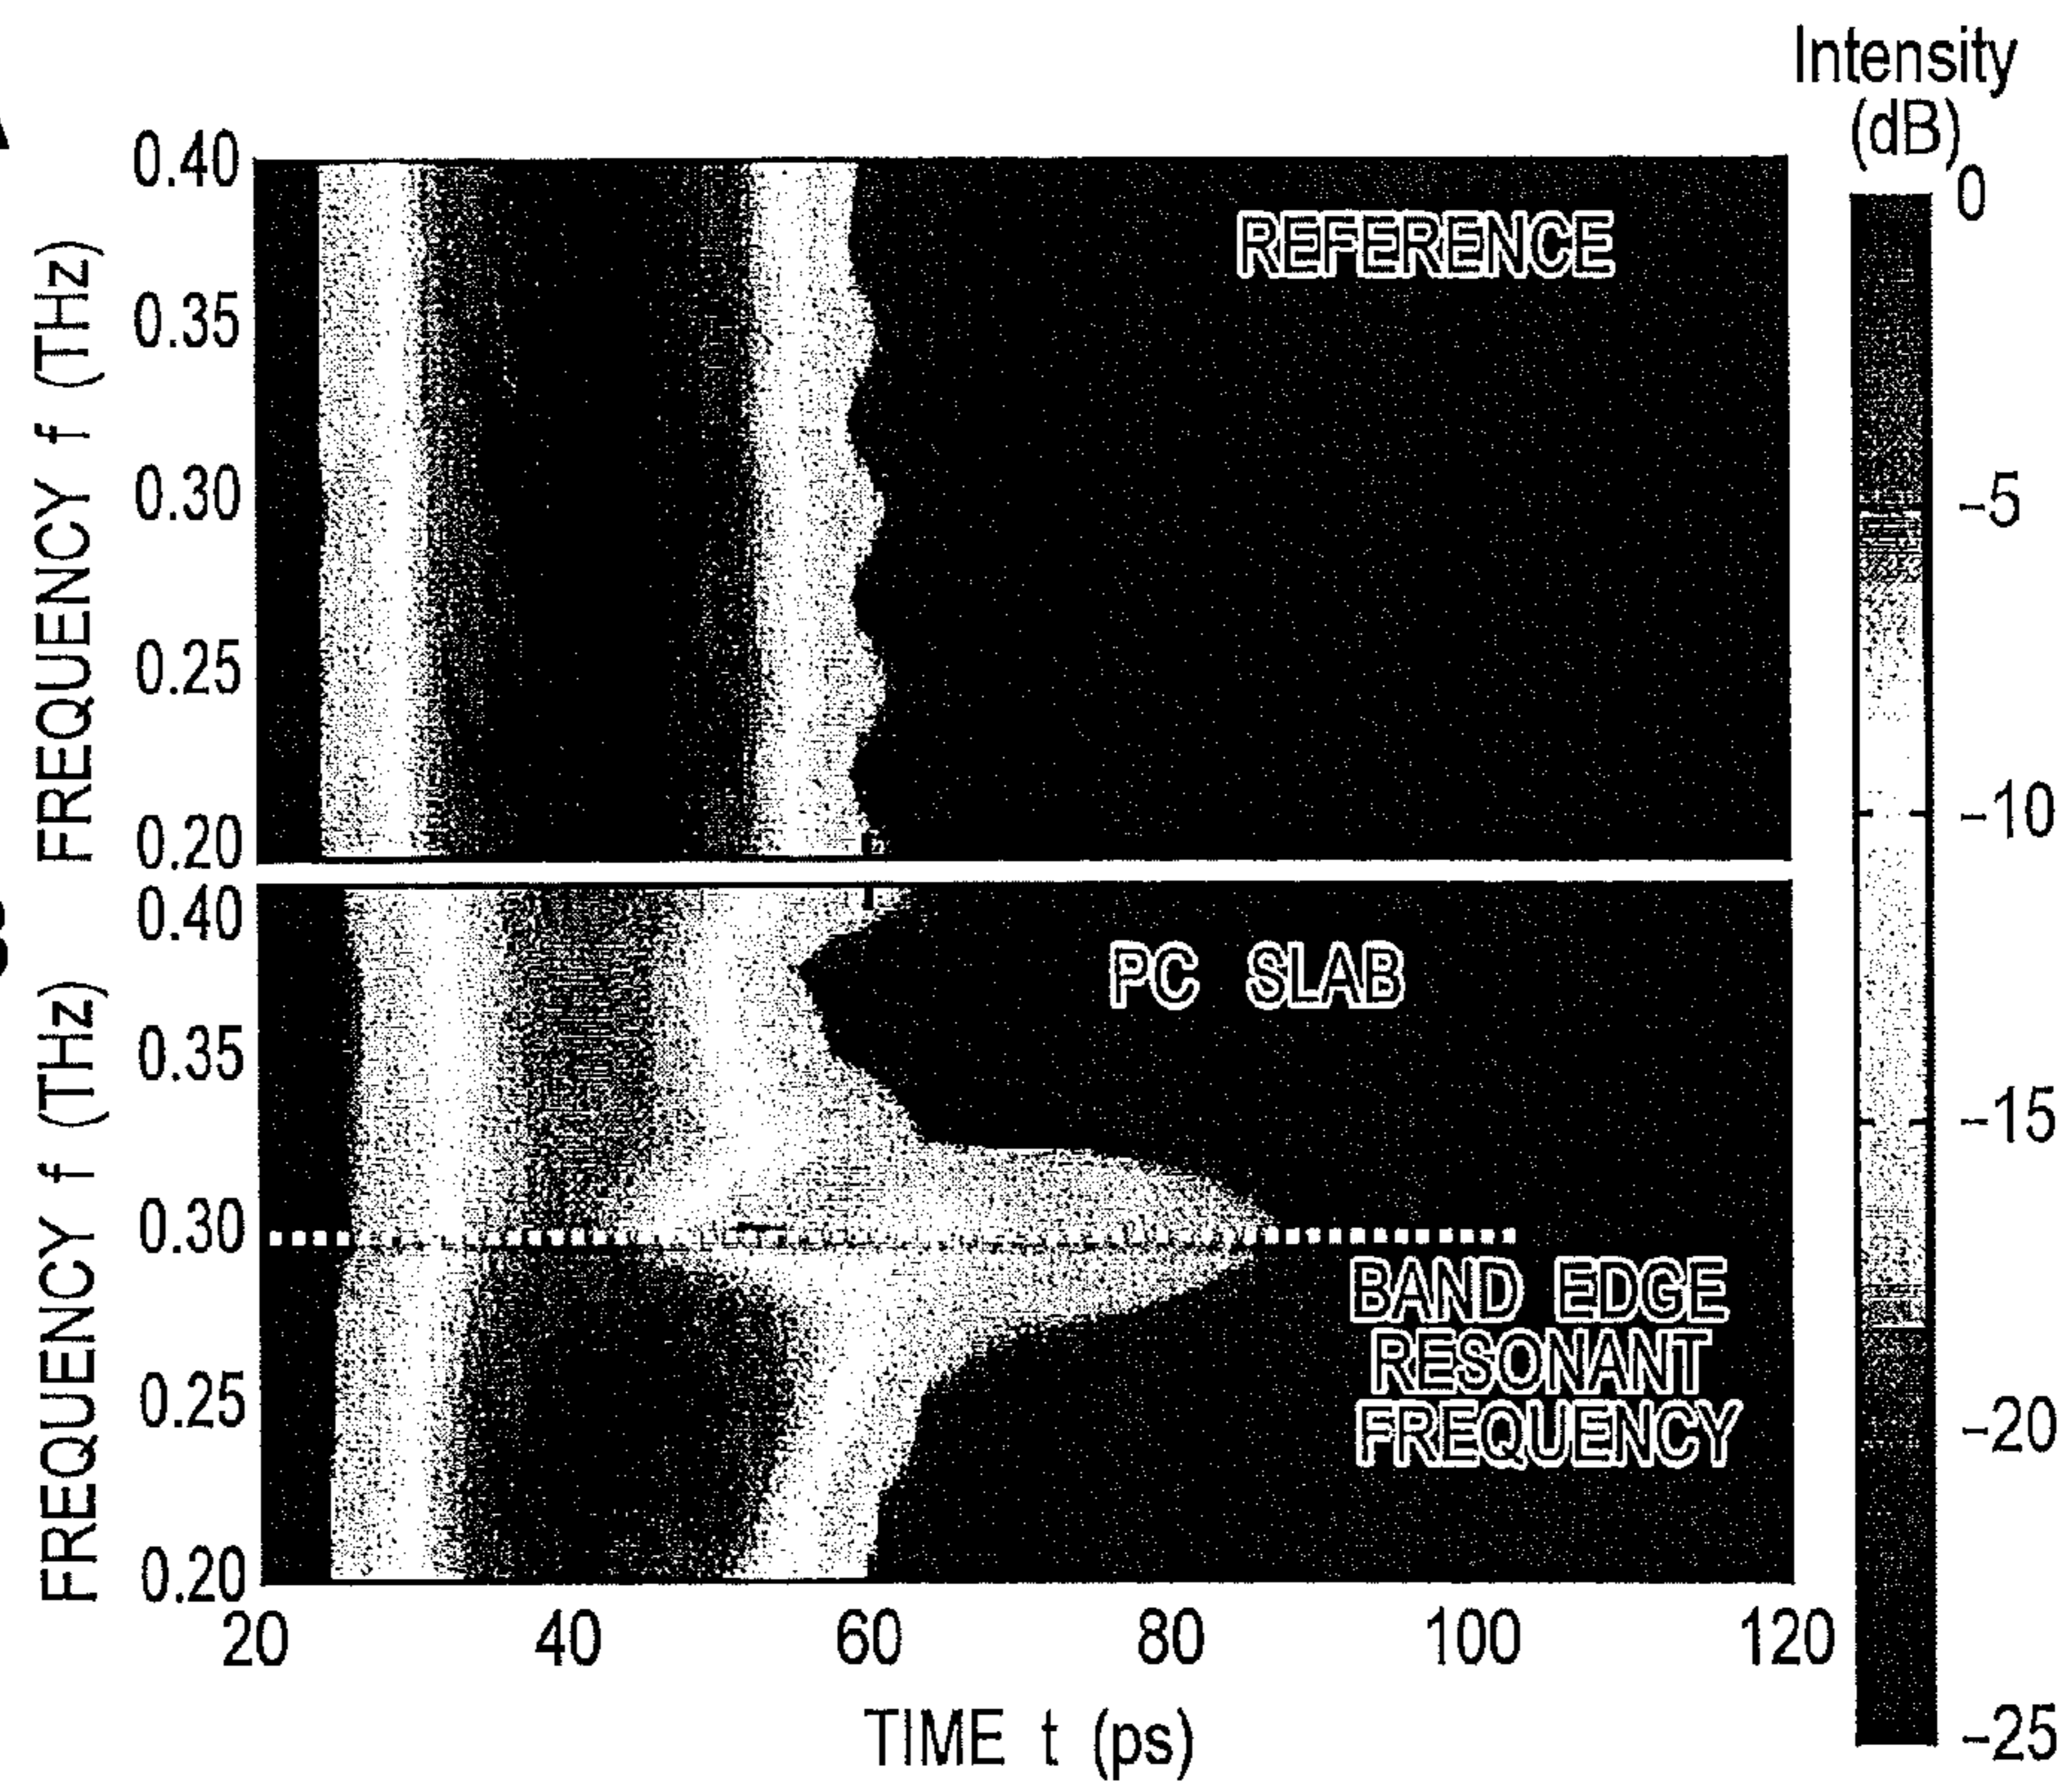 Intensity
(dB)
0
-5
-10
-15
-20
-25
FREQUENCY f (THz)
0.40
0.35
0.30
0.25
0.20
REFERENCE
FREQUENCY f (THz)
0.40
0.35
0.30
0.25
0.20
PC SLAB
BAND EDGE
RESONANT
FREQUENCY
20 40 60 80 100 120
TIME t (ps)